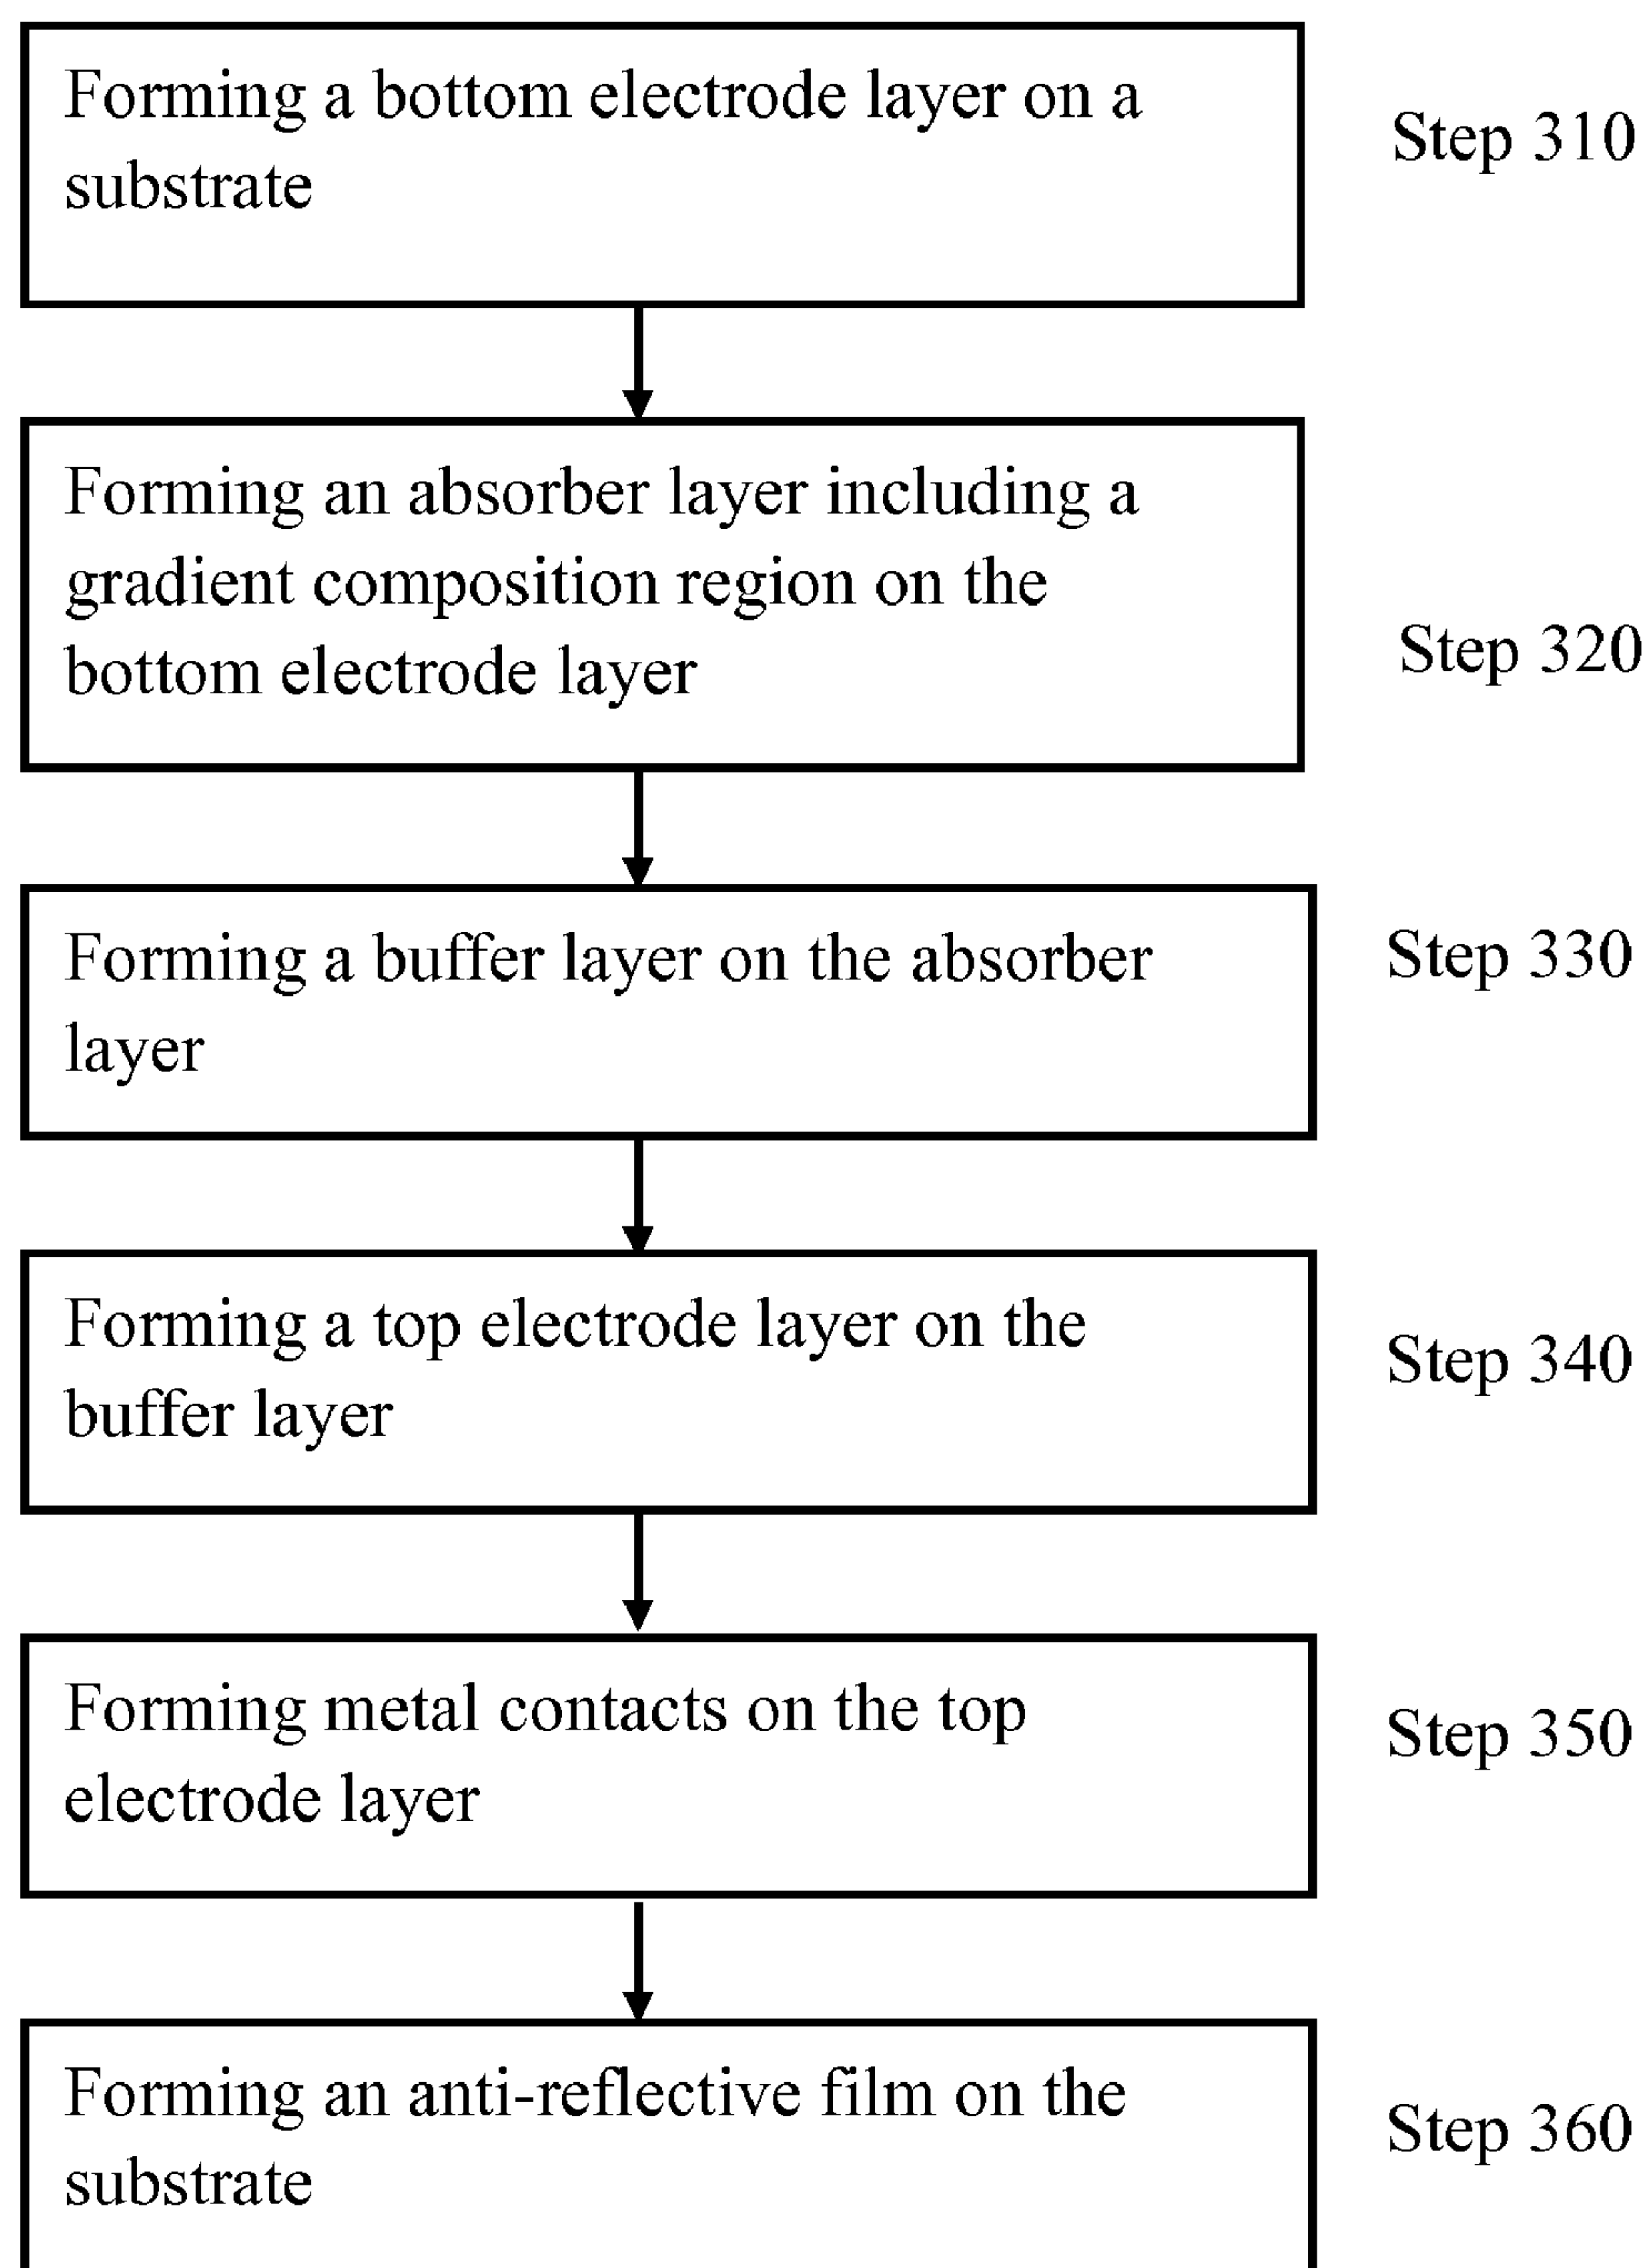 Forming a bottom electrode layer on a
substrate
Step 310
Forming an absorber layer including a
gradient composition region on the
bottom electrode layer
Step 320
Forming a buffer layer on the absorber
layer
Step 330
Forming a top electrode layer on the
buffer layer
Step 340
Forming metal contacts on the top
electrode layer
Step 350
Forming an anti-reflective film on the
substrate
Step 360